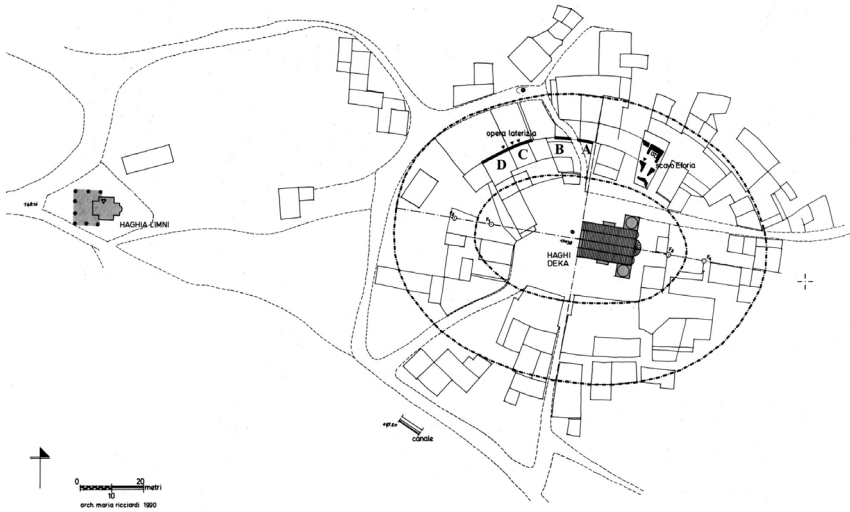 opera laterizia
D
C
B
A
scavo Eforia
HAGHIA LIMNI
HAGHI
DEKA
canale
0
10
20
metri
arch. maria ricciardi 1990